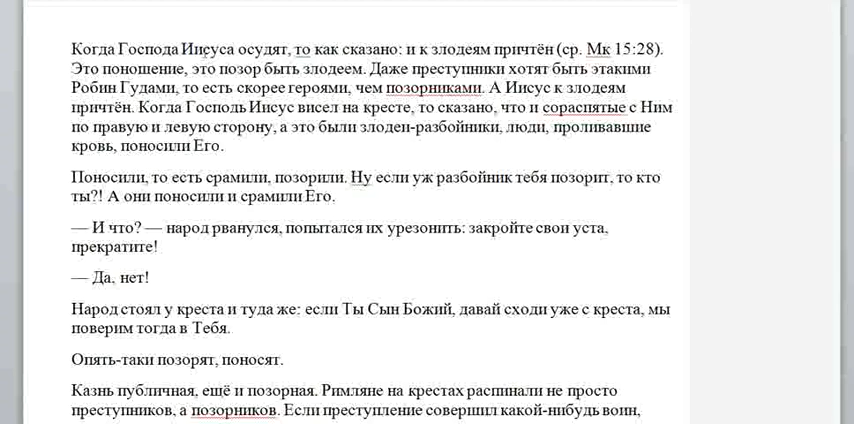 Когда Господа Иисуса осудят, то как сказано: и к злодеям причтён (ср. Мк 15:28).
Это поношение, это позор быть злодеем. Даже преступники хотят быть этакими
Робин Гудами, то есть скорее героями, чем позорниками. А Иисус к злодеям
причтён. Когда Господь Иисус висел на кресте, то сказано, что и сораспятые с Ним
по правую и левую сторону, а это были злодеи-разбойники, люди, проливавшие
кровь, поносили Его.
Поносили, то есть срамили, позорили. Ну если уж разбойник тебя позорит, то кто
ты?! А они поносили и срамили Его.
— И что? — народ рванулся, попытался их урезонить: закройте свои уста,
прекратите!
— Да, нет!
Народ стоял у креста и туда же: если Ты Сын Божий, давай сходи уже с креста, мы
поверим тогда в Тебя.
Опять-таки позорят, поносят.
Казнь публичная, ещё и позорная. Римляне на крестах распинали не просто
преступников, а позорников. Если преступление совершил какой-нибудь воин,